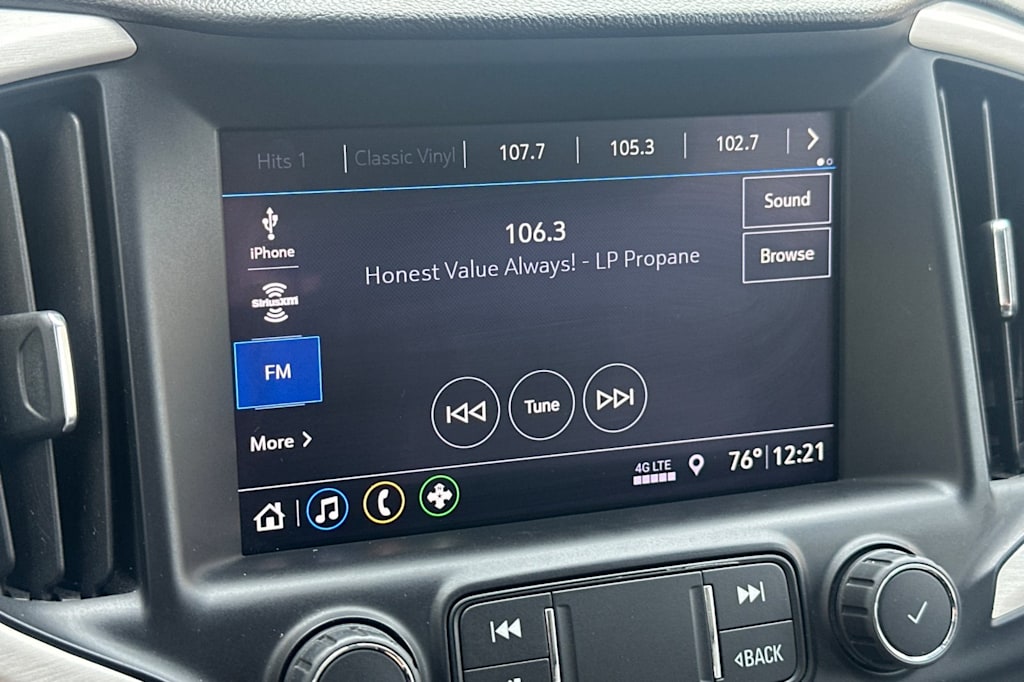 Hits 1 Classic Vinyl 107.7 105.3 102.7
iPhone
SiriusXM
FM
More
106.3
Honest Value Always! - LP Propane
Sound
Browse
Tune
4G LTE
76° 12:21
BACK